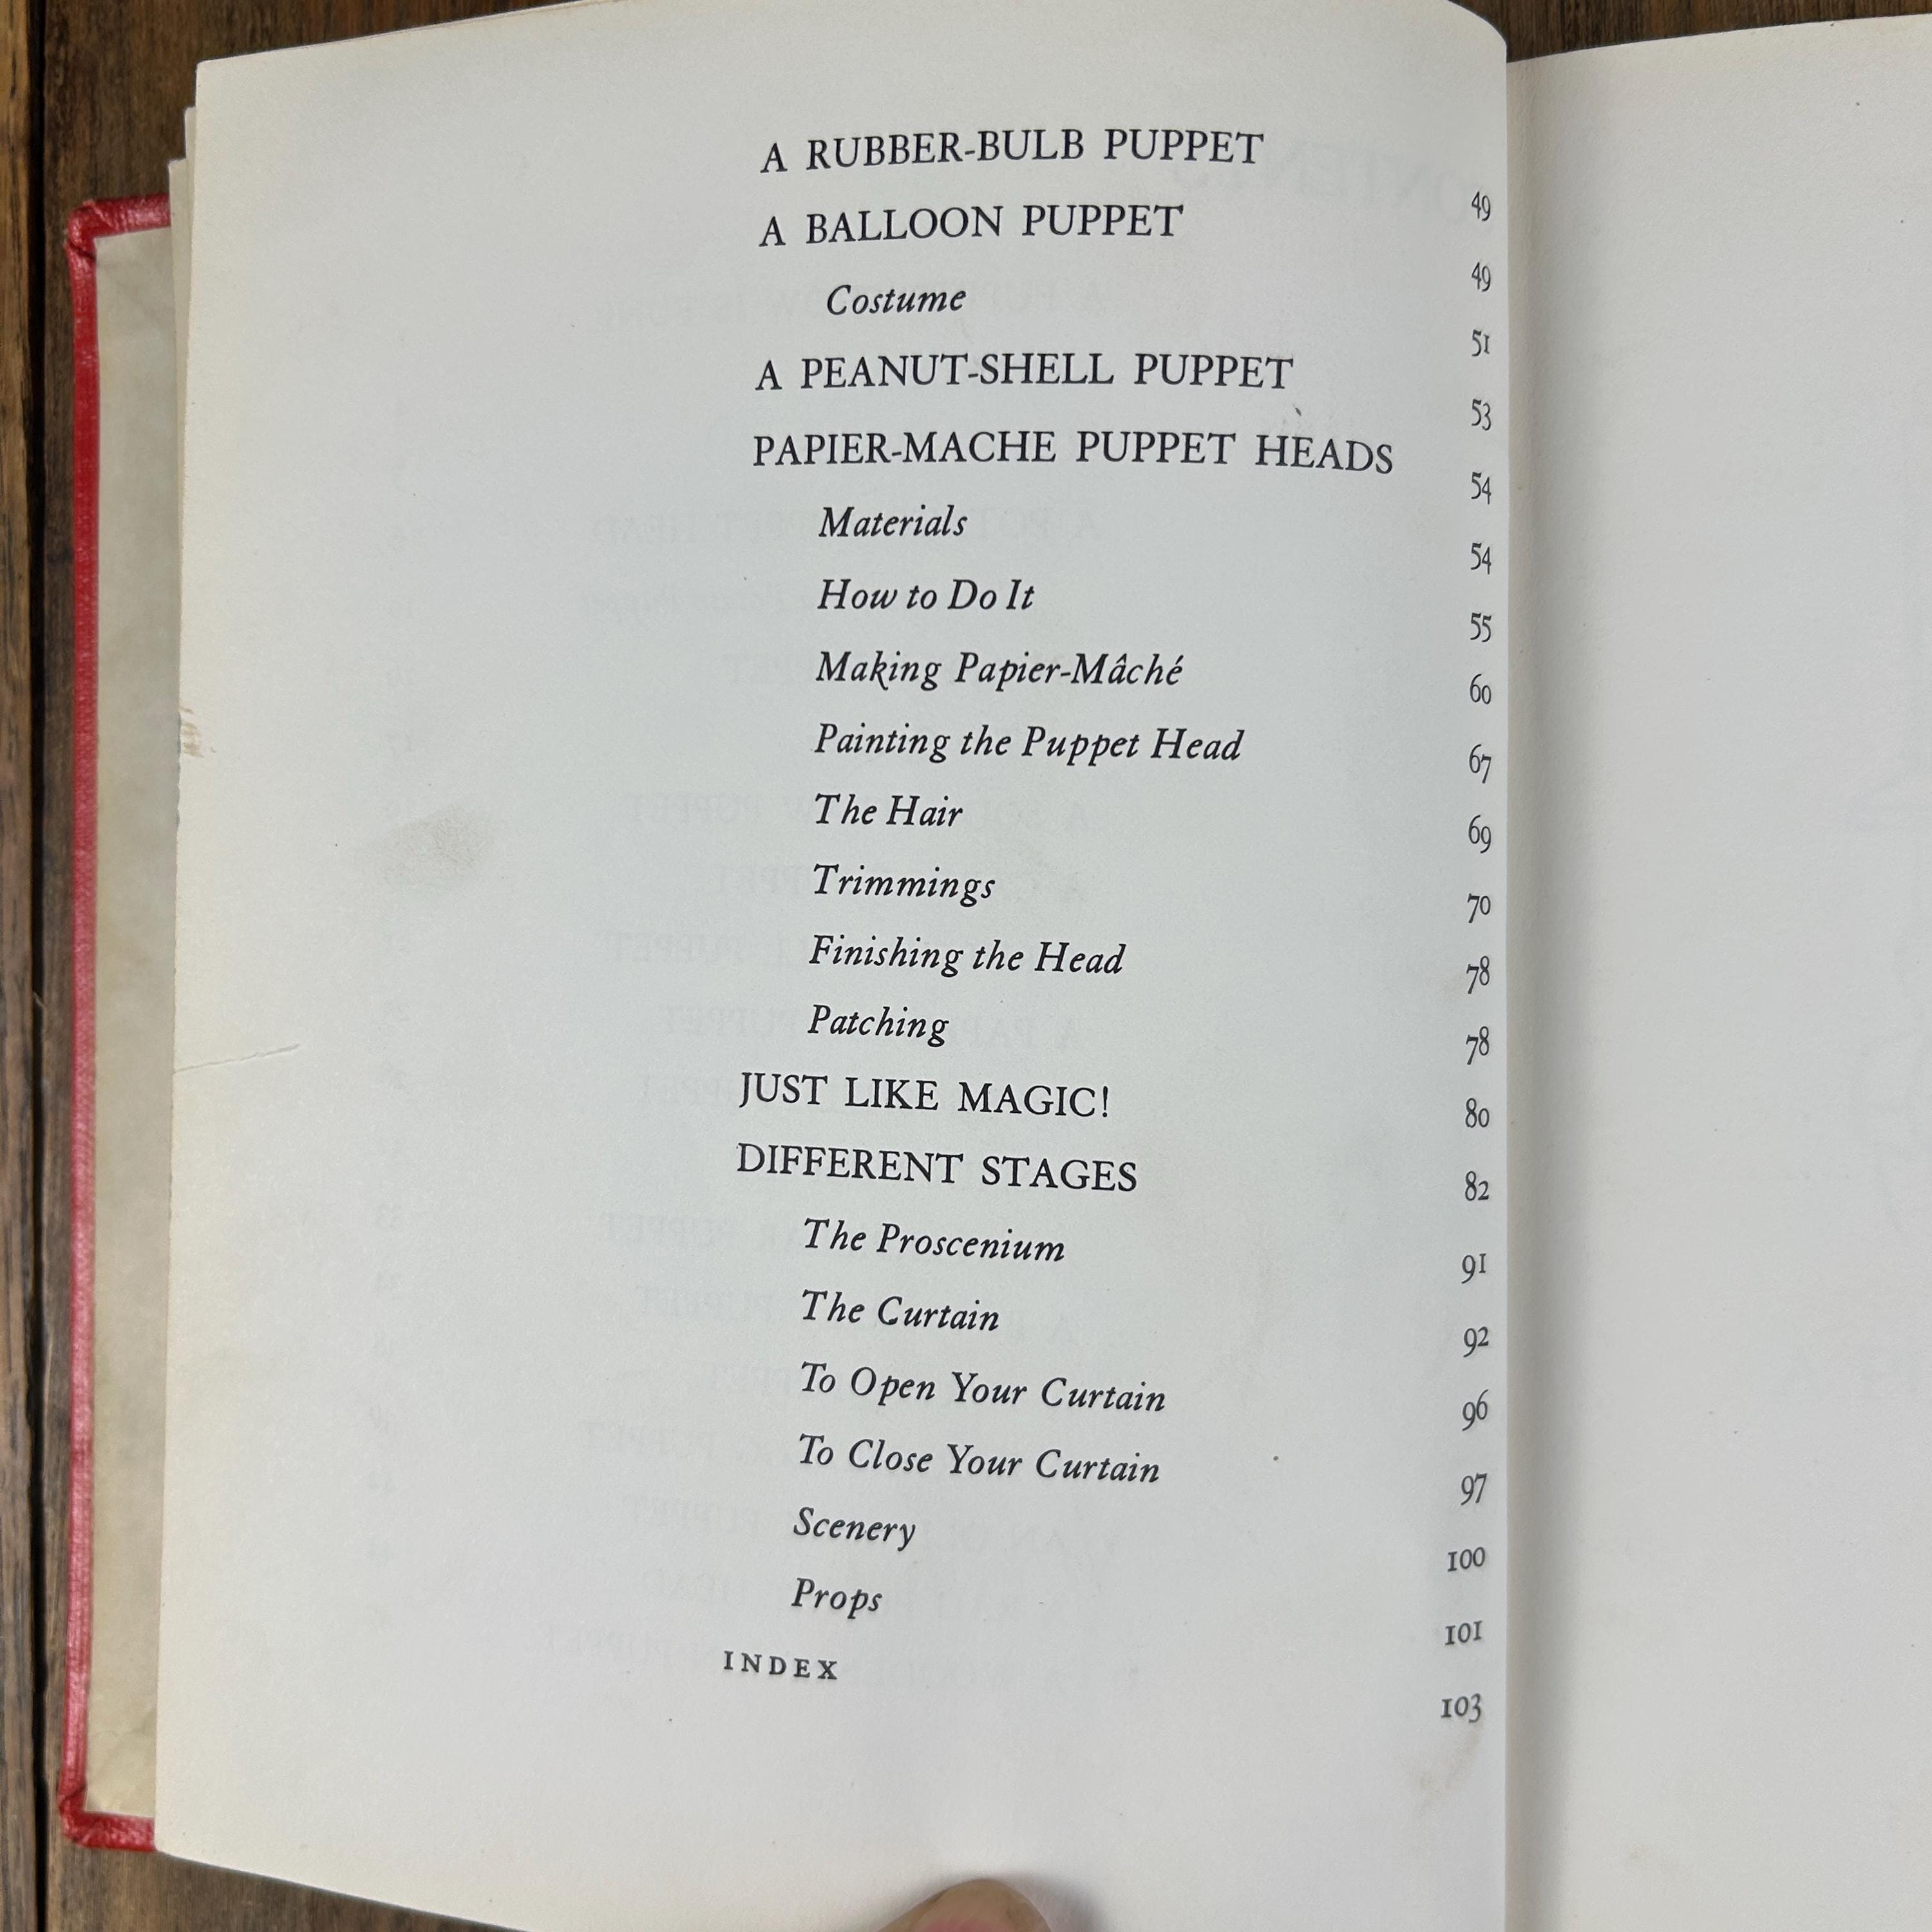 A RUBBER-BULB PUPPET 49
A BALLOON PUPPET 49
Costume 51
A PEANUT-SHELL PUPPET 53
PAPIER-MACHE PUPPET HEADS 54
Materials 54
How to Do It 55
Making Papier-Mâché 60
Painting the Puppet Head 67
The Hair 69
Trimmings 70
Finishing the Head 78
Patching 78
JUST LIKE MAGIC! 80
DIFFERENT STAGES 82
The Proscenium 91
The Curtain 92
To Open Your Curtain 96
To Close Your Curtain 97
Scenery 100
Props 101
INDEX 103